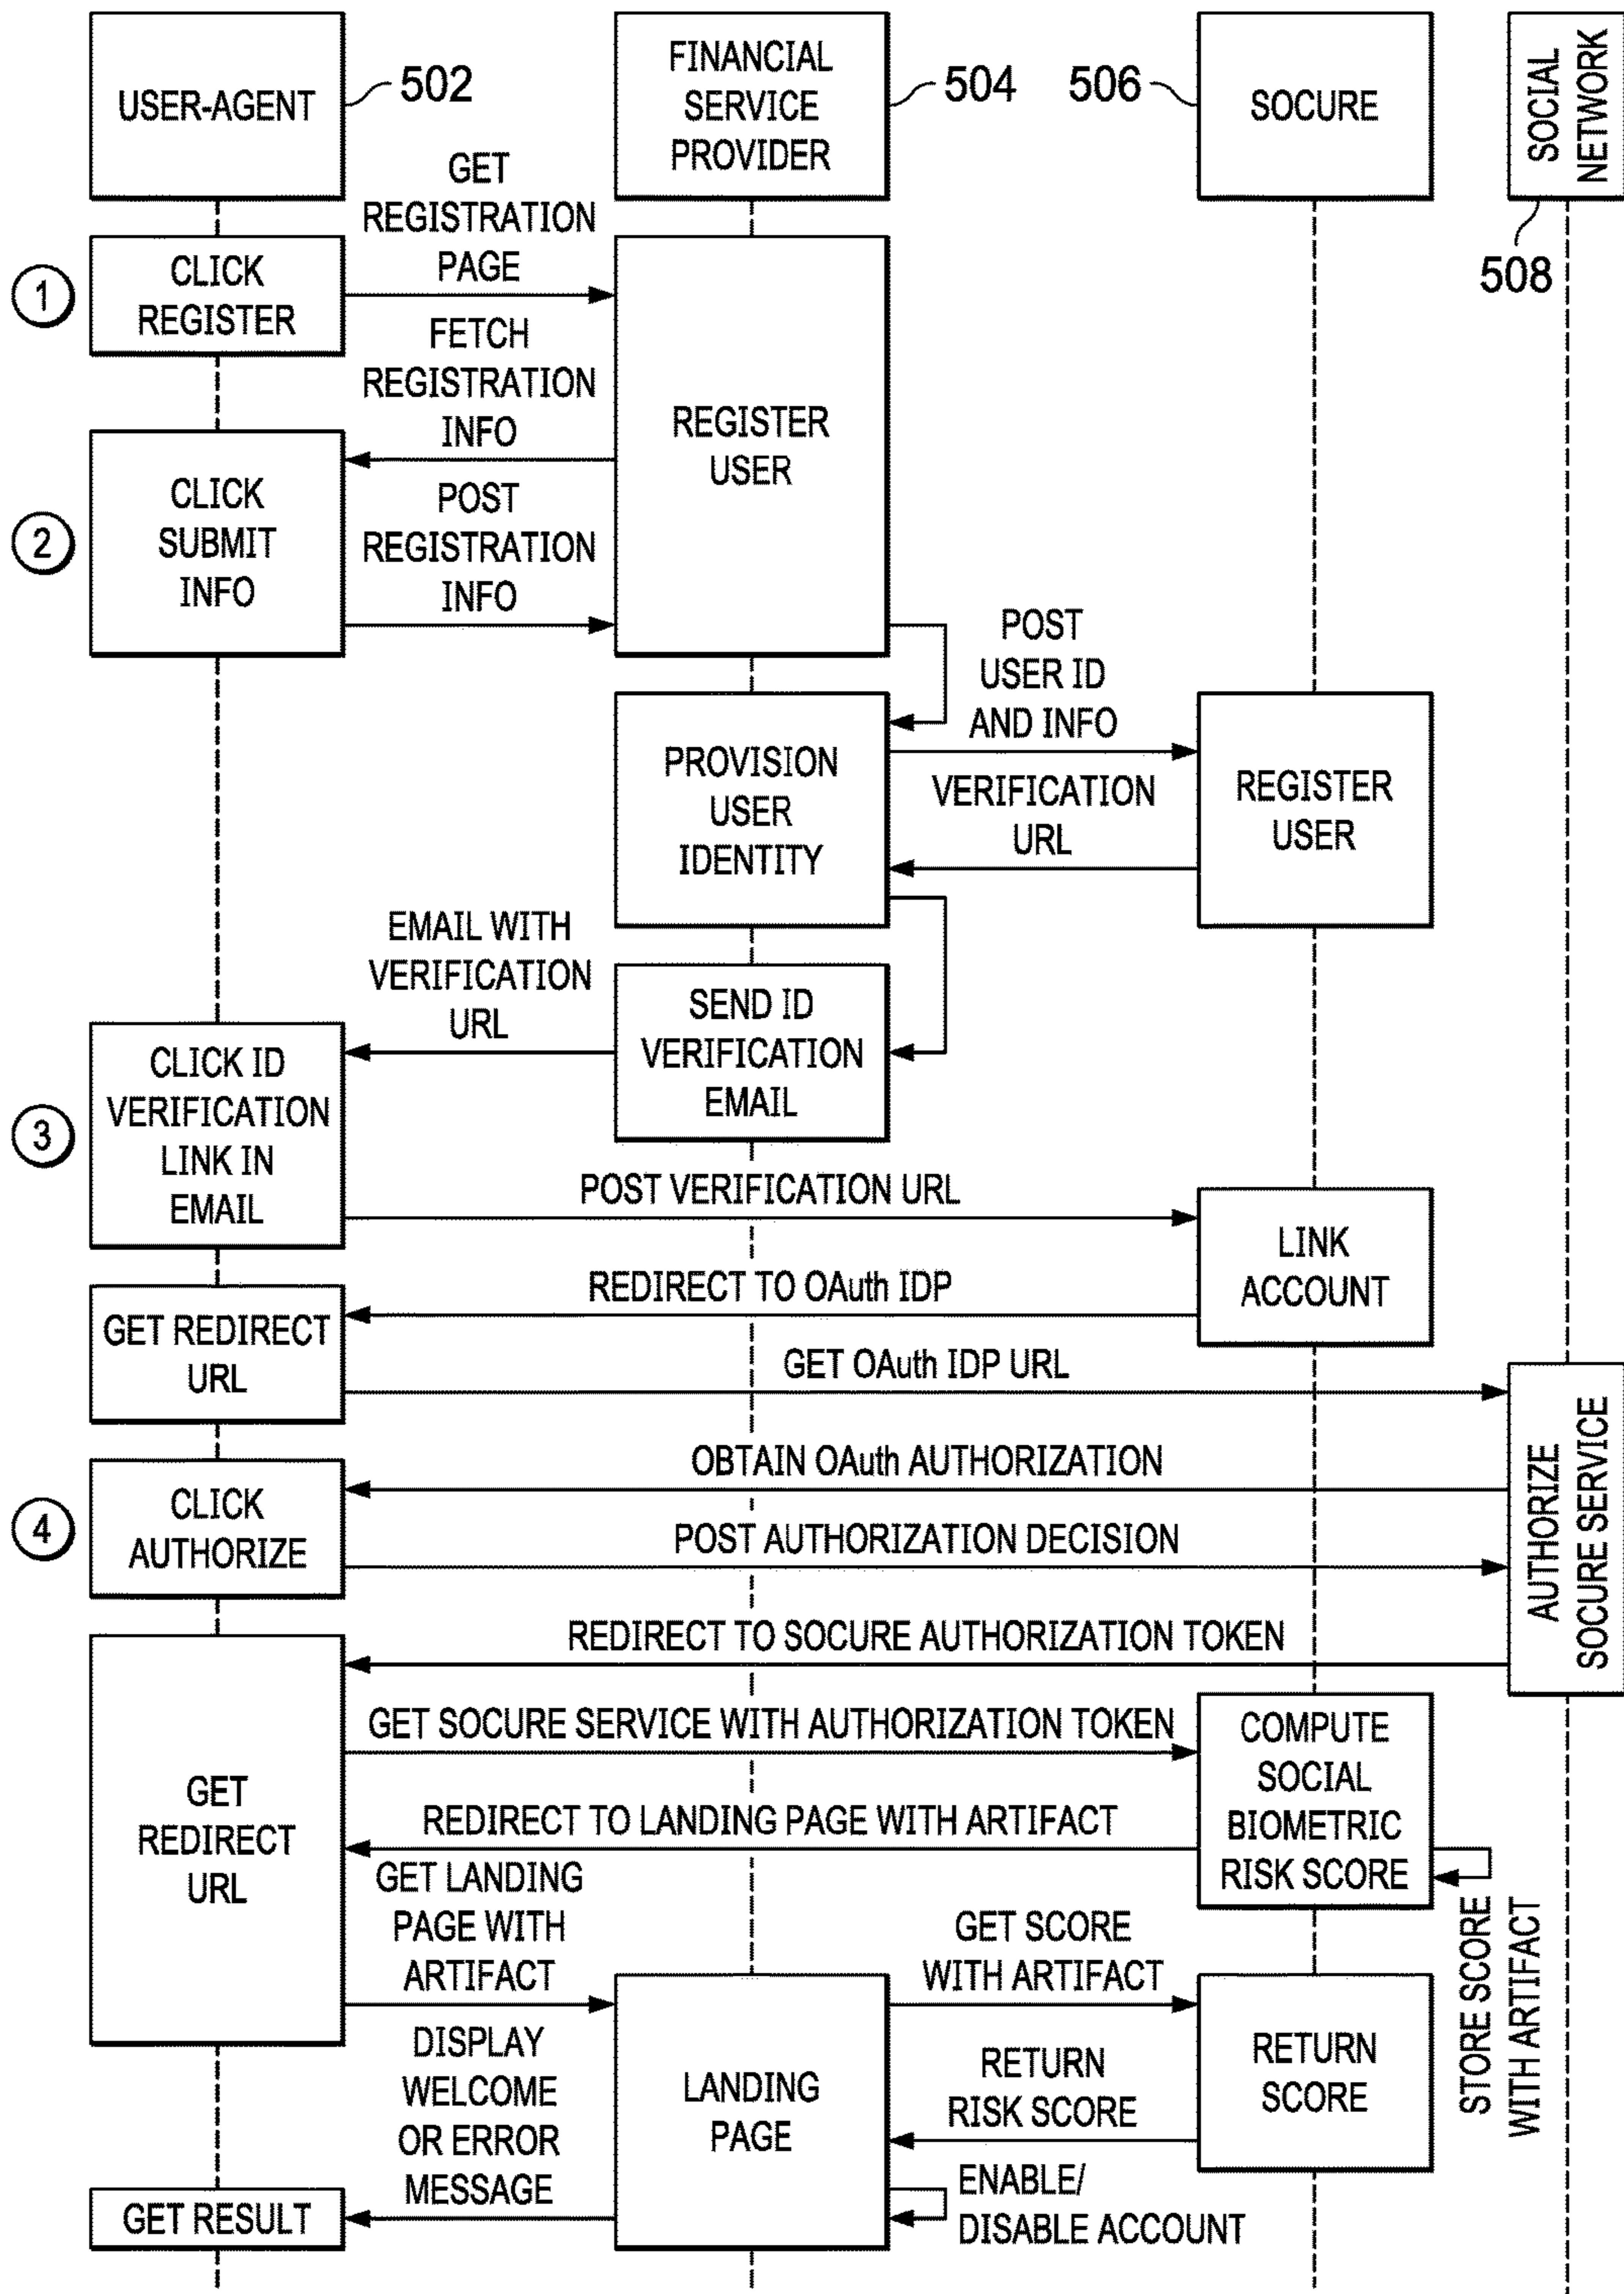 USER-AGENT
502
FINANCIAL
SERVICE
PROVIDER
504
506
SOCURE
SOCIAL
NETWORK
508
GET
REGISTRATION
PAGE
1
CLICK
REGISTER
FETCH
REGISTRATION
INFO
REGISTER
USER
2
CLICK
SUBMIT
INFO
POST
REGISTRATION
INFO
POST
USER ID
AND INFO
PROVISION
USER
IDENTITY
VERIFICATION
URL
REGISTER
USER
EMAIL WITH
VERIFICATION
URL
SEND ID
VERIFICATION
EMAIL
3
CLICK ID
VERIFICATION
LINK IN
EMAIL
POST VERIFICATION URL
LINK
ACCOUNT
REDIRECT TO OAuth IDP
GET REDIRECT
URL
GET OAuth IDP URL
AUTHORIZE
SOCURE SERVICE
OBTAIN OAuth AUTHORIZATION
4
CLICK
AUTHORIZE
POST AUTHORIZATION DECISION
REDIRECT TO SOCURE AUTHORIZATION TOKEN
GET SOCURE SERVICE WITH AUTHORIZATION TOKEN
COMPUTE
SOCIAL
BIOMETRIC
RISK SCORE
GET
REDIRECT
URL
REDIRECT TO LANDING PAGE WITH ARTIFACT
STORE SCORE
WITH ARTIFACT
GET LANDING
PAGE WITH
ARTIFACT
GET SCORE
WITH ARTIFACT
DISPLAY
WELCOME
OR ERROR
MESSAGE
LANDING
PAGE
RETURN
RISK SCORE
RETURN
SCORE
ENABLE/
DISABLE ACCOUNT
GET RESULT